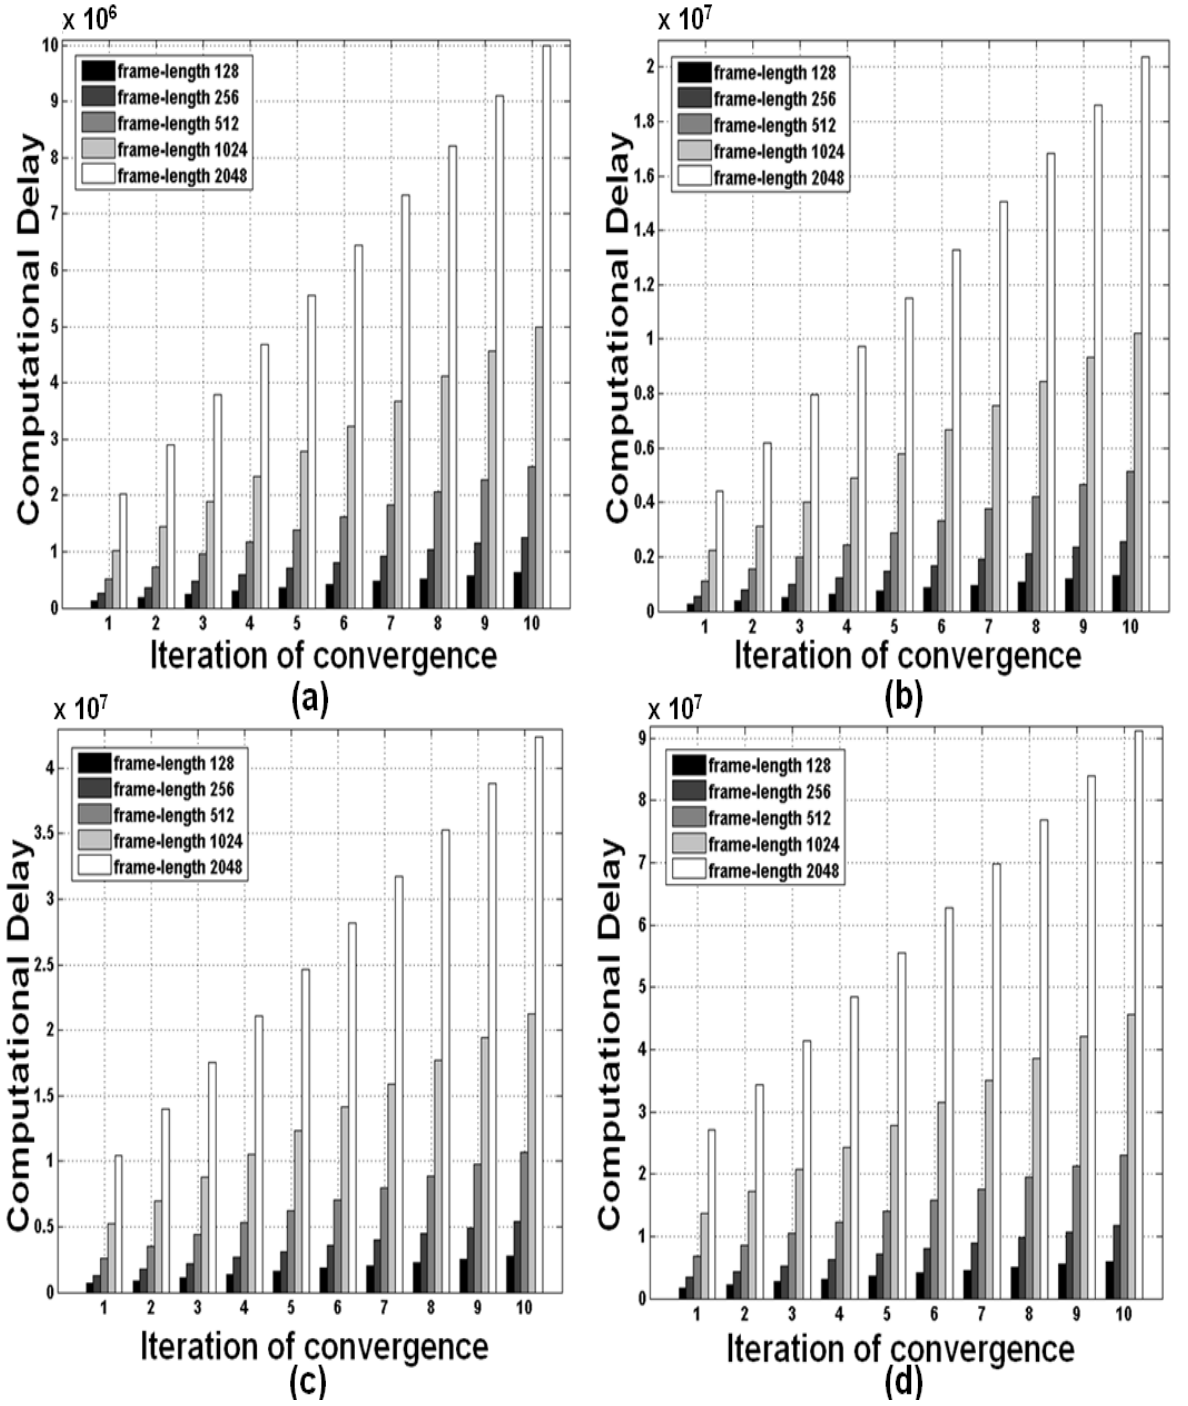 x 10⁶
10
9
8
7
6
5
4
3
2
1
0
Computational Delay
frame-length 128
frame-length 256
frame-length 512
frame-length 1024
frame-length 2048
1 2 3 4 5 6 7 8 9 10
Iteration of convergence
(a)
x 10⁷
2
1.8
1.6
1.4
1.2
1
0.8
0.6
0.4
0.2
0
Computational Delay
frame-length 128
frame-length 256
frame-length 512
frame-length 1024
frame-length 2048
1 2 3 4 5 6 7 8 9 10
Iteration of convergence
(b)
x 10⁷
4
3.5
3
2.5
2
1.5
1
0.5
0
Computational Delay
frame-length 128
frame-length 256
frame-length 512
frame-length 1024
frame-length 2048
1 2 3 4 5 6 7 8 9 10
Iteration of convergence
(c)
x 10⁷
9
8
7
6
5
4
3
2
1
0
Computational Delay
frame-length 128
frame-length 256
frame-length 512
frame-length 1024
frame-length 2048
1 2 3 4 5 6 7 8 9 10
Iteration of convergence
(d)